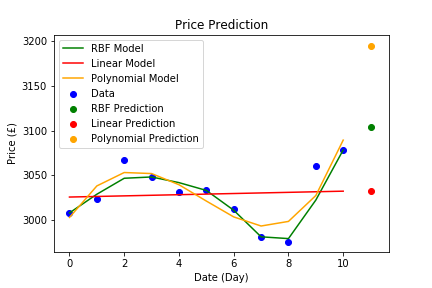 Price Prediction
RBF Model
Linear Model
Polynomial Model
Data
RBF Prediction
Linear Prediction
Polynomial Prediction
3200
3150
3100
3050
3000
Price (£)
0 2 4 6 8 10
Date (Day)